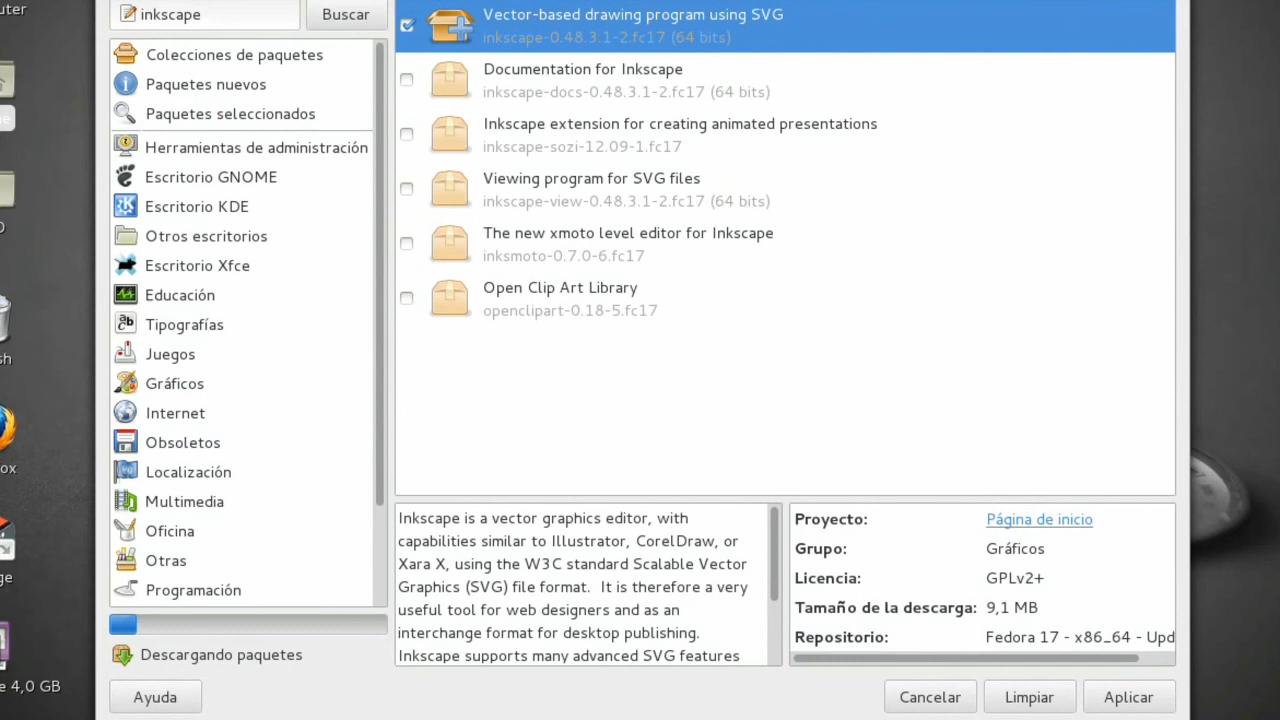 uter
inkscape
Buscar
Colecciones de paquetes
Paquetes nuevos
Paquetes seleccionados
Herramientas de administración
Escritorio GNOME
Escritorio KDE
Otros escritorios
Escritorio Xfce
Educación
Tipografías
Juegos
Gráficos
Internet
Obsoletos
Localización
Multimedia
Oficina
Otras
Programación
Descargando paquetes
Ayuda
Vector-based drawing program using SVG
inkscape-0.48.3.1-2.fc17 (64 bits)
Documentation for Inkscape
inkscape-docs-0.48.3.1-2.fc17 (64 bits)
Inkscape extension for creating animated presentations
inkscape-sozi-12.09-1.fc17
Viewing program for SVG files
inkscape-view-0.48.3.1-2.fc17 (64 bits)
The new xmoto level editor for Inkscape
inksmoto-0.7.0-6.fc17
Open Clip Art Library
openclipart-0.18-5.fc17
Inkscape is a vector graphics editor, with
capabilities similar to Illustrator, CorelDraw, or
Xara X, using the W3C standard Scalable Vector
Graphics (SVG) file format.  It is therefore a very
useful tool for web designers and as an
interchange format for desktop publishing.
Inkscape supports many advanced SVG features
Proyecto: Página de inicio
Grupo: Gráficos
Licencia: GPLv2+
Tamaño de la descarga: 9,1 MB
Repositorio: Fedora 17 - x86_64 - Upd
Cancelar
Limpiar
Aplicar
sh
ox
ge
e 4,0 GB